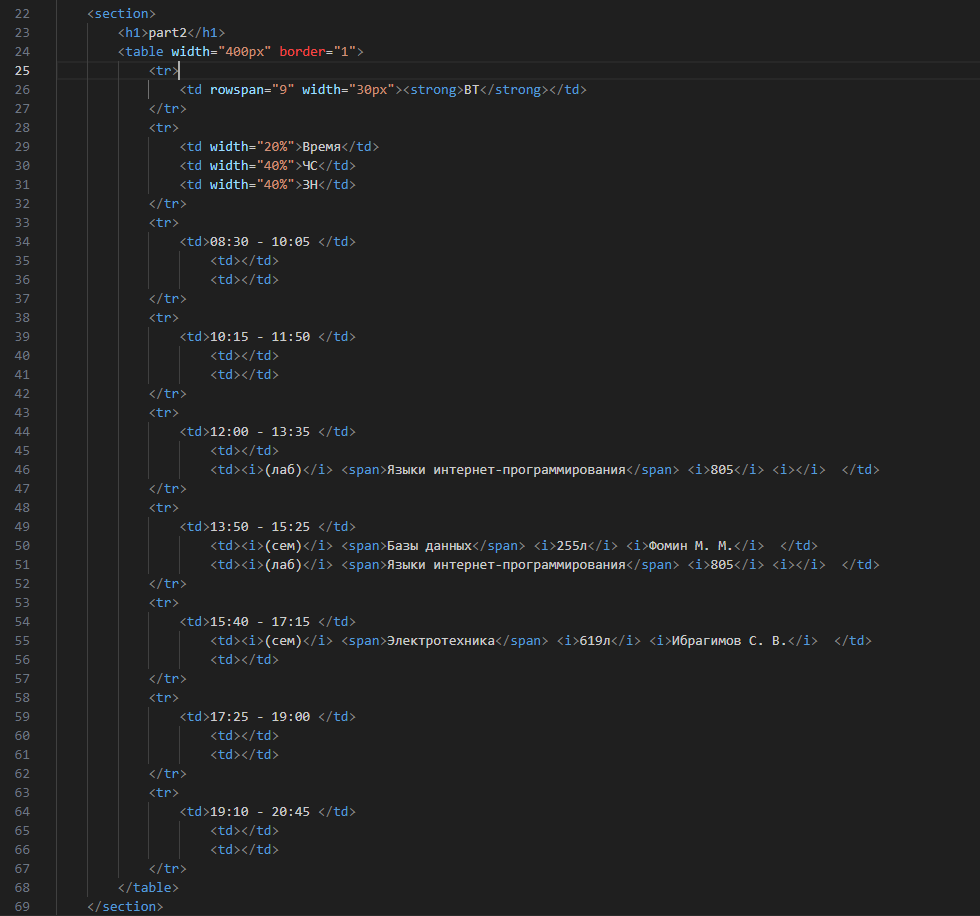 22 <section>
23 <h1>part2</h1>
24 <table width="400px" border="1">
25 <tr>
26 <td rowspan="9" width="30px"><strong>ВТ</strong></td>
27 </tr>
28 <tr>
29 <td width="20%">Время</td>
30 <td width="40%">ЧС</td>
31 <td width="40%">ЗН</td>
32 </tr>
33 <tr>
34 <td>08:30 - 10:05 </td>
35 <td></td>
36 <td></td>
37 </tr>
38 <tr>
39 <td>10:15 - 11:50 </td>
40 <td></td>
41 <td></td>
42 </tr>
43 <tr>
44 <td>12:00 - 13:35 </td>
45 <td></td>
46 <td><i>(лаб)</i> <span>Языки интернет-программирования</span> <i>805</i> <i></i>  </td>
47 </tr>
48 <tr>
49 <td>13:50 - 15:25 </td>
50 <td><i>(сем)</i> <span>Базы данных</span> <i>255л</i> <i>Фомин М. М.</i>  </td>
51 <td><i>(лаб)</i> <span>Языки интернет-программирования</span> <i>805</i> <i></i>  </td>
52 </tr>
53 <tr>
54 <td>15:40 - 17:15 </td>
55 <td><i>(сем)</i> <span>Электротехника</span> <i>619л</i> <i>Ибрагимов С. В.</i>  </td>
56 <td></td>
57 </tr>
58 <tr>
59 <td>17:25 - 19:00 </td>
60 <td></td>
61 <td></td>
62 </tr>
63 <tr>
64 <td>19:10 - 20:45 </td>
65 <td></td>
66 <td></td>
67 </tr>
68 </table>
69 </section>